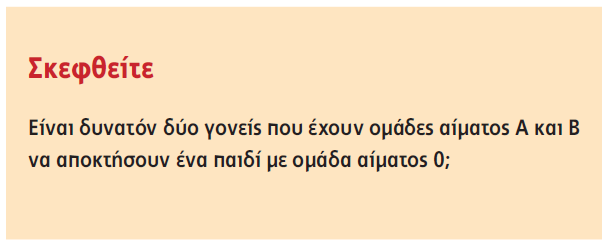 Σκεφθείτε
Είναι δυνατόν δύο γονείς που έχουν ομάδες αίματος Α και Β
να αποκτήσουν ένα παιδί με ομάδα αίματος 0;